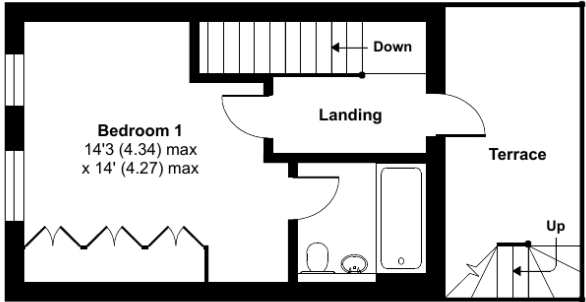 Down
Landing
Bedroom 1
14'3 (4.34) max
x 14' (4.27) max
Terrace
Up